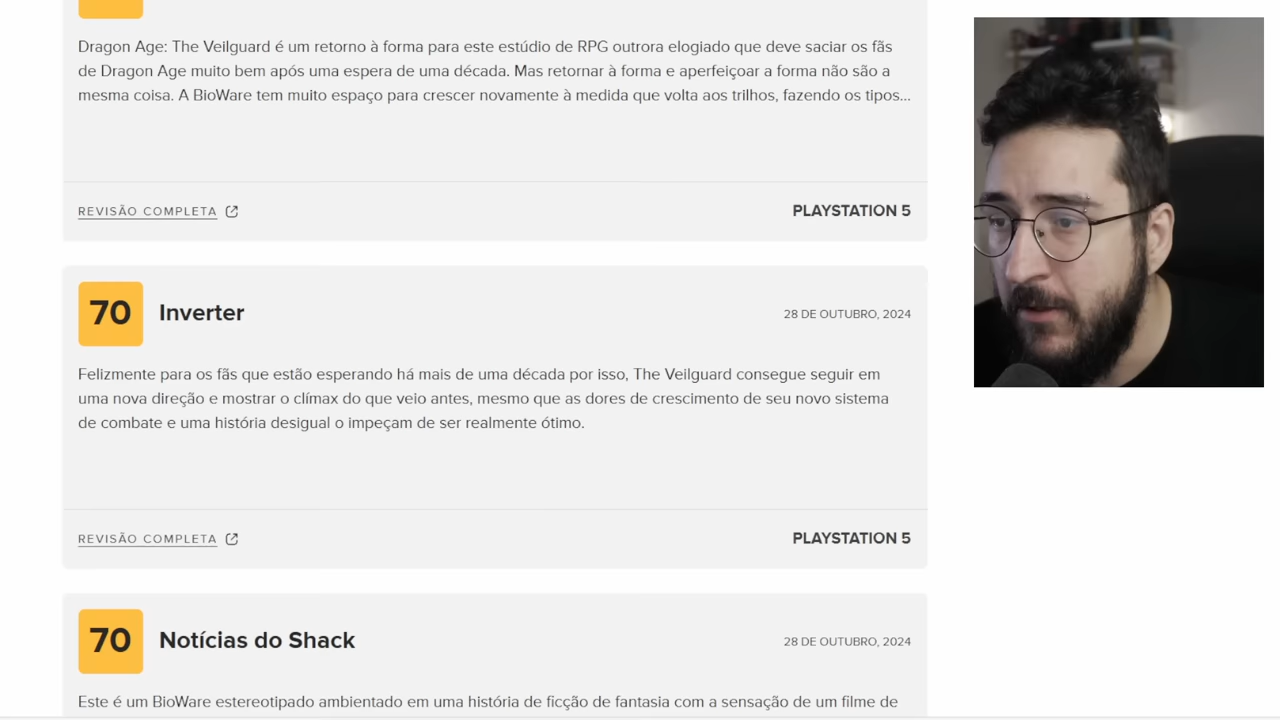 Dragon Age: The Veilguard é um retorno à forma para este estúdio de RPG outrora elogiado que deve saciar os fãs
de Dragon Age muito bem após uma espera de uma década. Mas retornar à forma e aperfeiçoar a forma não são a
mesma coisa. A BioWare tem muito espaço para crescer novamente à medida que volta aos trilhos, fazendo os tipos...
REVISÃO COMPLETA
PLAYSTATION 5
70
Inverter
28 DE OUTUBRO, 2024
Felizmente para os fãs que estão esperando há mais de uma década por isso, The Veilguard consegue seguir em
uma nova direção e mostrar o clímax do que veio antes, mesmo que as dores de crescimento de seu novo sistema
de combate e uma história desigual o impeçam de ser realmente ótimo.
REVISÃO COMPLETA
PLAYSTATION 5
70
Notícias do Shack
28 DE OUTUBRO, 2024
Este é um BioWare estereotipado ambientado em uma história de ficção de fantasia com a sensação de um filme de